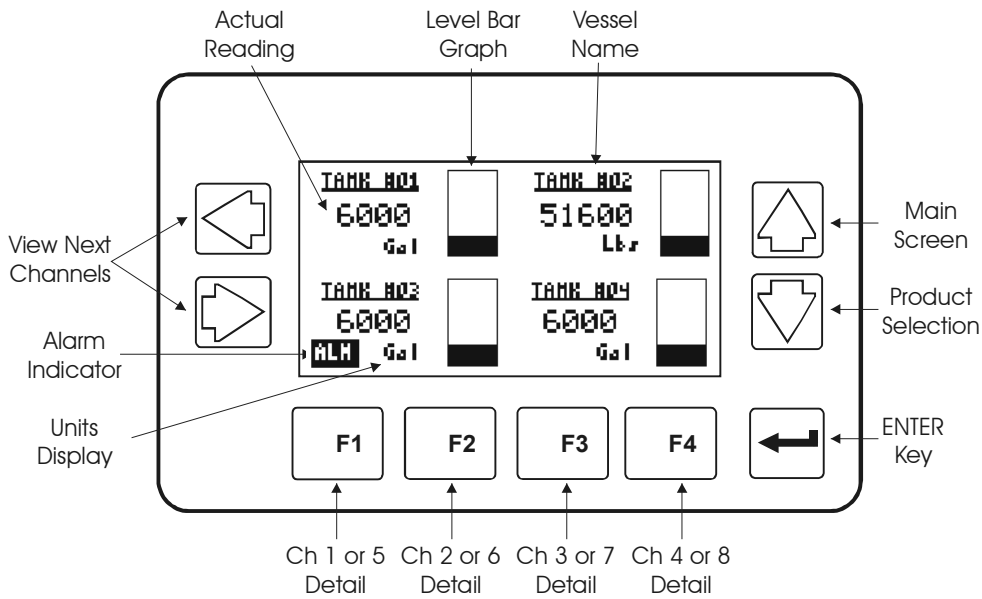 Actual
Reading
Level Bar
Graph
Vessel
Name
TANK #01
6000
Gal
TANK #02
51600
Lbs
View Next
Channels
Main
Screen
TANK #03
6000
ALM
Gal
TANK #04
6000
Gal
Product
Selection
Alarm
Indicator
Units
Display
F1
F2
F3
F4
ENTER
Key
Ch 1 or 5
Detail
Ch 2 or 6
Detail
Ch 3 or 7
Detail
Ch 4 or 8
Detail